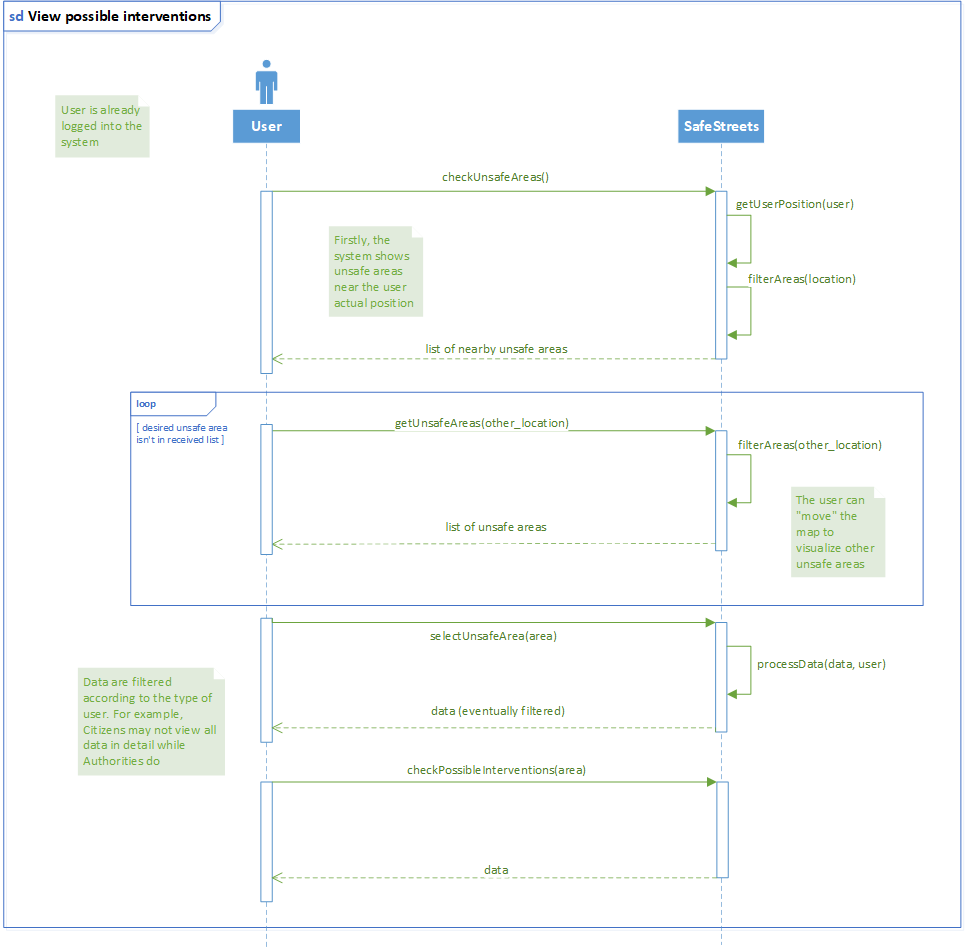 sd View possible interventions
User is already
logged into the
system
User
SafeStreets
checkUnsafeAreas()
getUserPosition(user)
Firstly, the
system shows
unsafe areas
near the user
actual position
filterAreas(location)
list of nearby unsafe areas
loop
[ desired unsafe area
isn't in received list ]
getUnsafeAreas(other_location)
filterAreas(other_location)
The user can
"move" the
map to
visualize other
unsafe areas
list of unsafe areas
selectUnsafeArea(area)
processData(data, user)
Data are filtered
according to the type of
user. For example,
Citizens may not view all
data in detail while
Authorities do
data (eventually filtered)
checkPossibleInterventions(area)
data